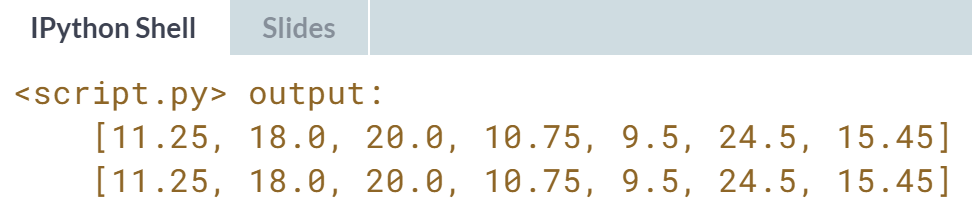 IPython Shell Slides
<script.py> output:
[11.25, 18.0, 20.0, 10.75, 9.5, 24.5, 15.45]
[11.25, 18.0, 20.0, 10.75, 9.5, 24.5, 15.45]